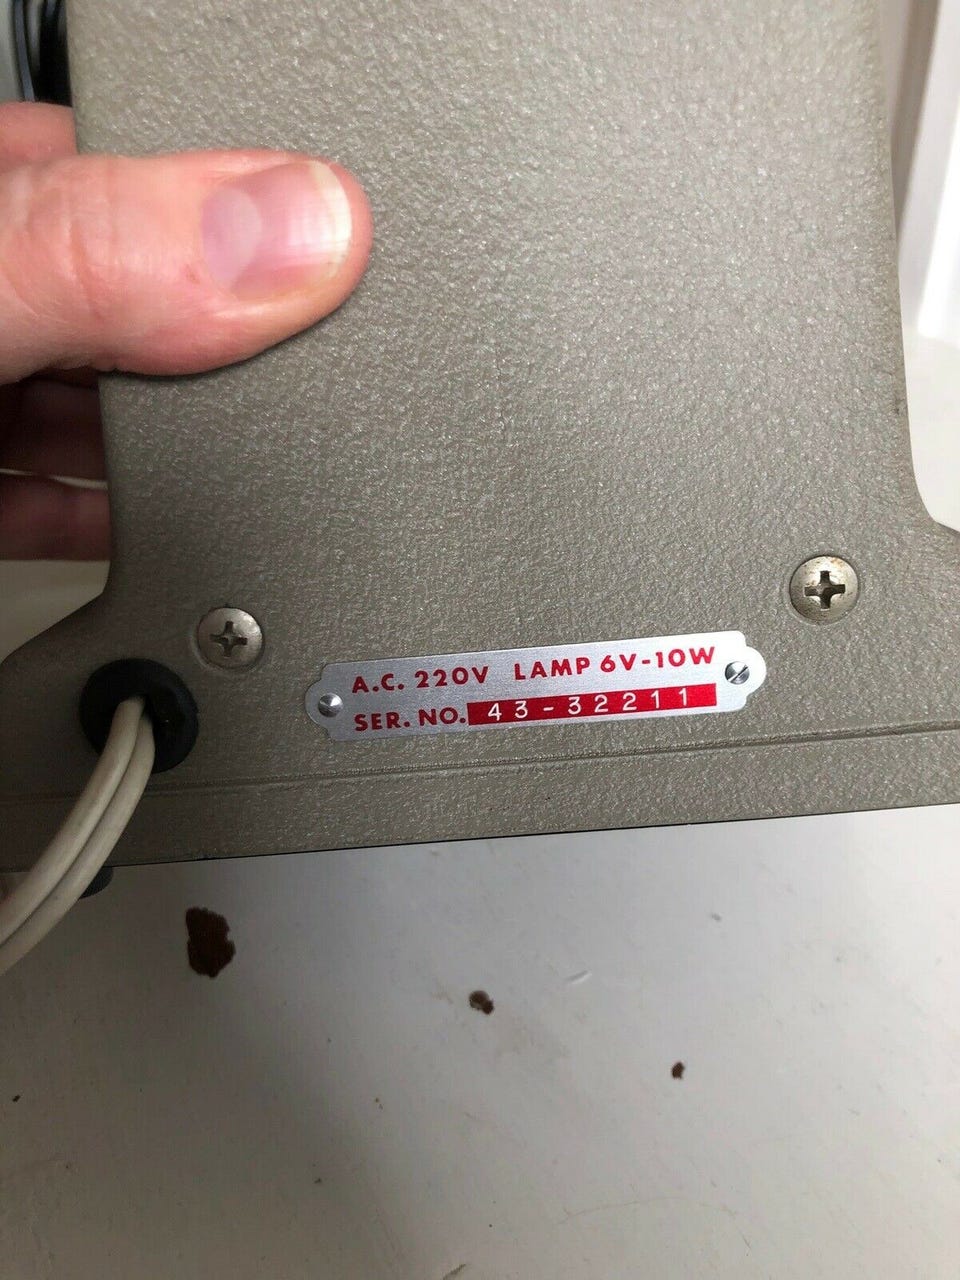 A.C. 220V LAMP 6V-10W
SER. NO. 43-32211